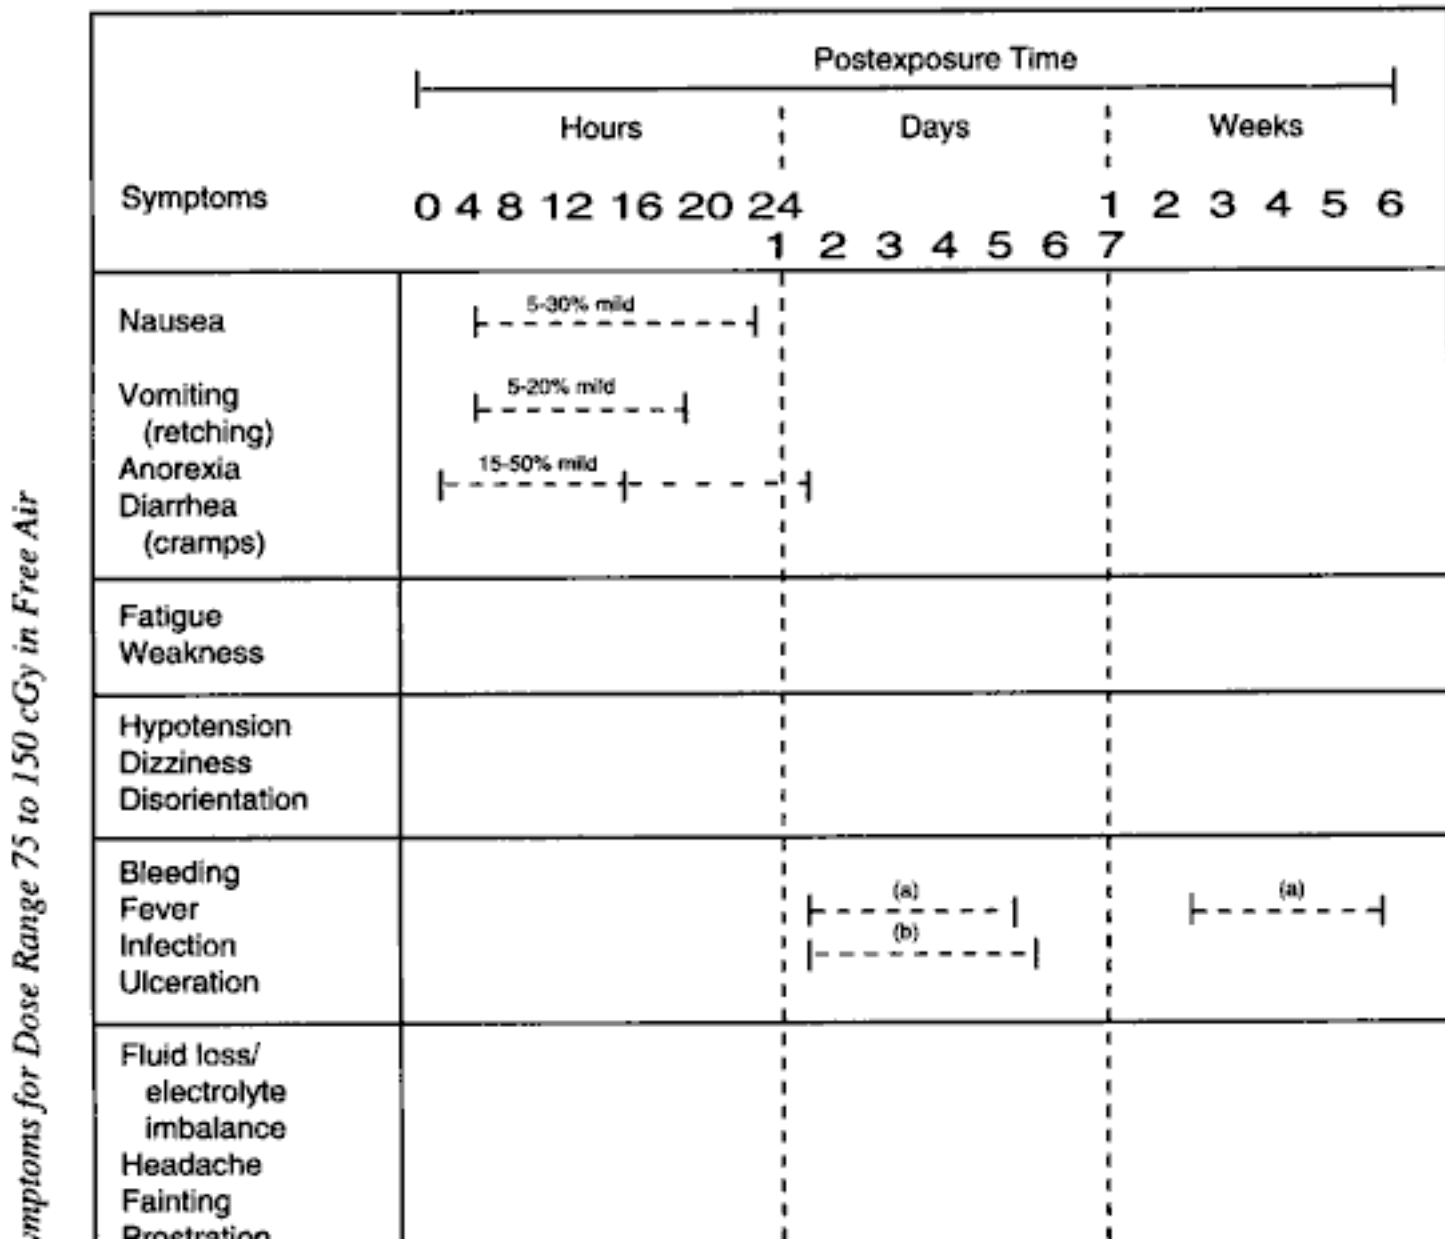 Postexposure Time
Hours Days Weeks
Symptoms 0 4 8 12 16 20 24 1 2 3 4 5 6
1 2 3 4 5 6 7
5-30% mild
Nausea
5-20% mild
Vomiting
(retching)
15-50% mild
Anorexia
Diarrhea
(cramps)
Fatigue
Weakness
Hypotension
Dizziness
Disorientation
Bleeding
(a) (a)
Fever
(b)
Infection
Ulceration
Fluid loss/
electrolyte
imbalance
Headache
Fainting
Prostration
mptoms for Dose Range 75 to 150 cGy in Free Air